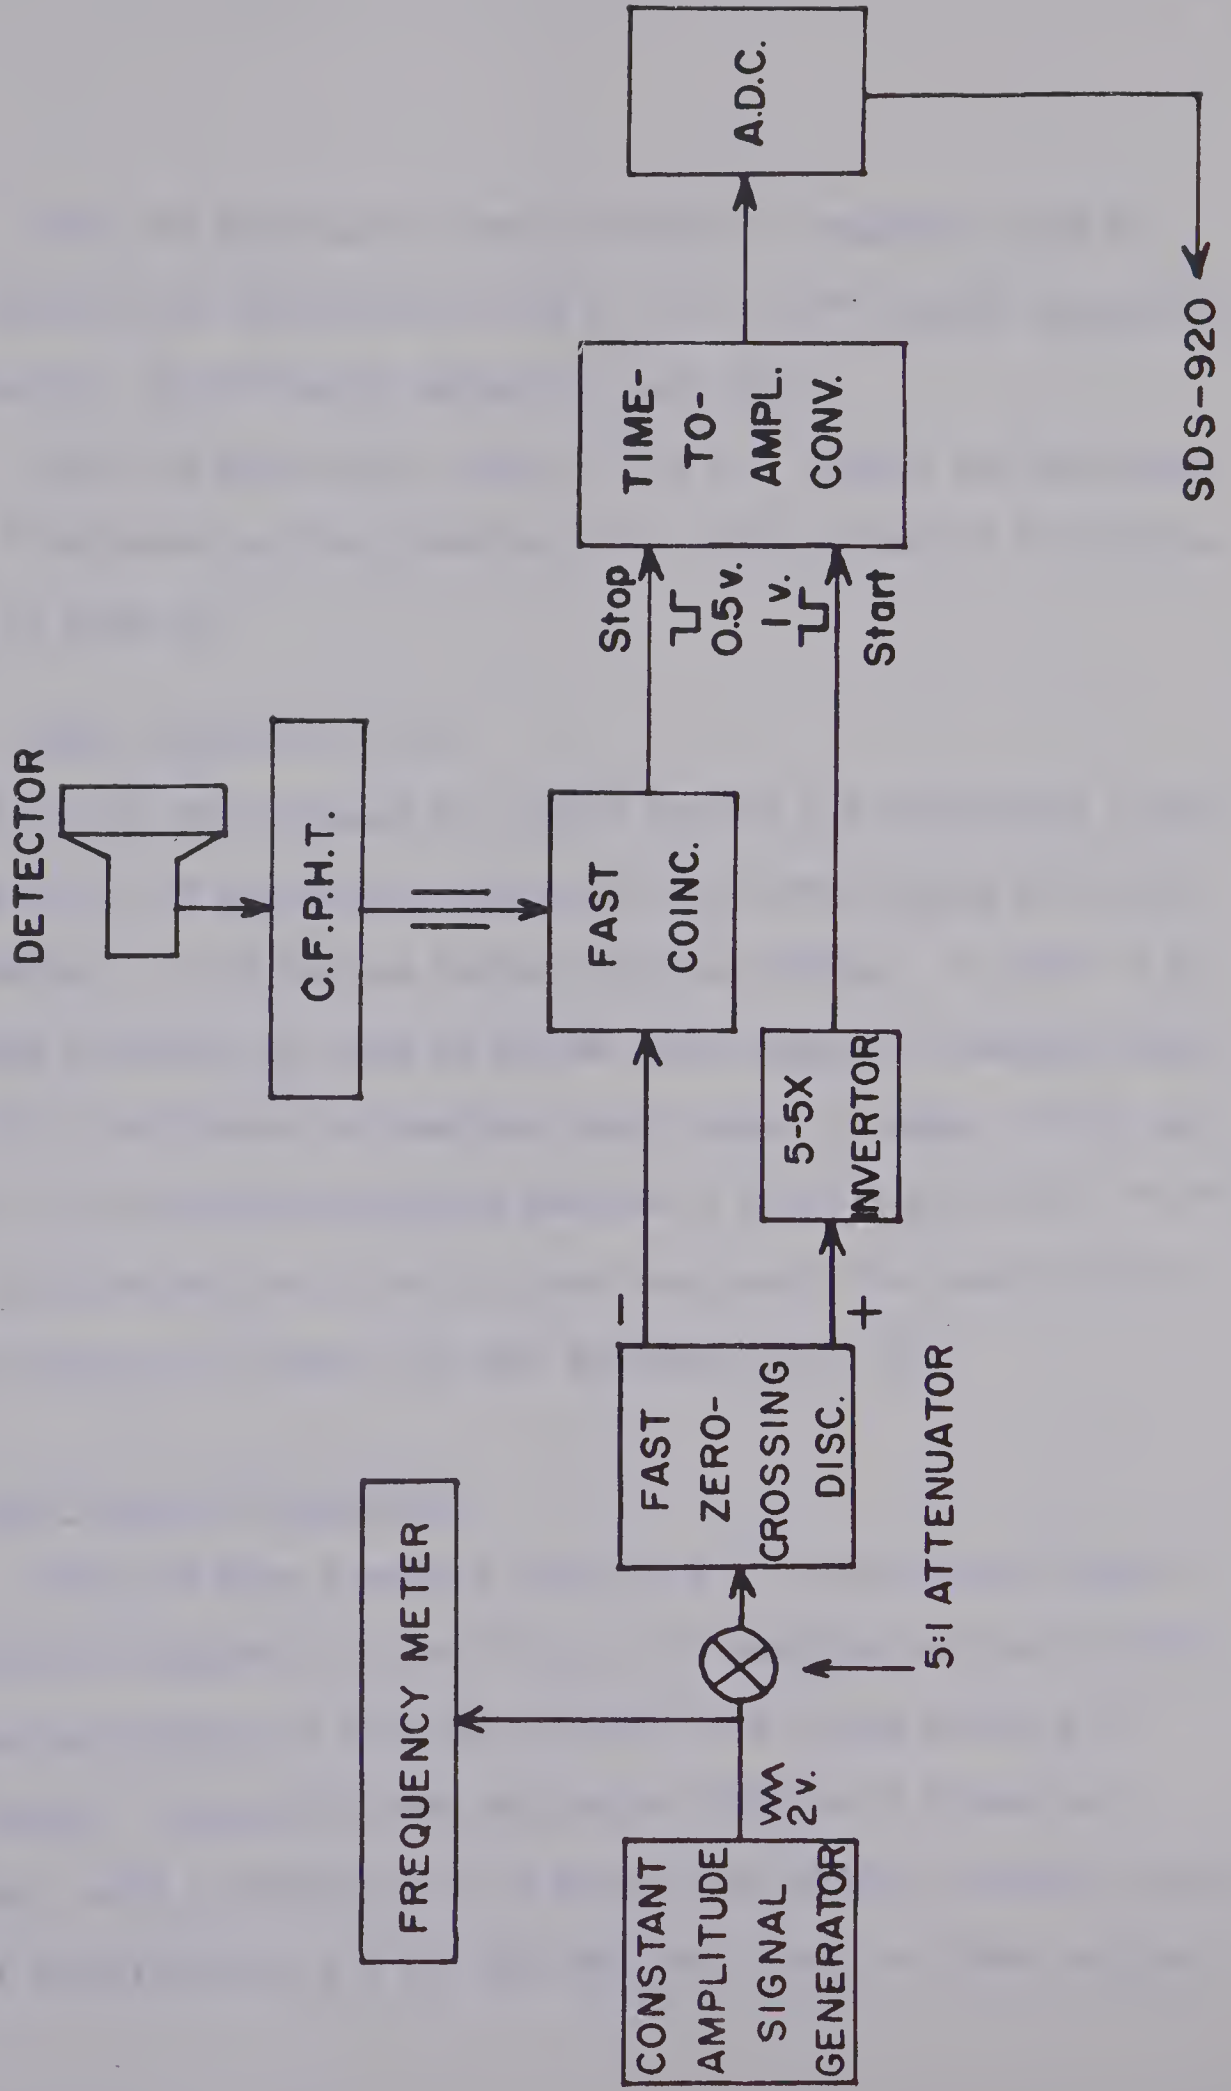 DETECTOR
C.F.P.H.T.
FREQUENCY METER
CONSTANT
AMPLITUDE
SIGNAL
GENERATOR
2 v.
5:1 ATTENUATOR
FAST
ZERO-
CROSSING
DISC.
-
+
FAST
COINC.
5-5X
INVERTOR
Stop
0.5 v.
1 v.
Start
TIME-
TO-
AMPL.
CONV.
A.D.C.
SDS-920